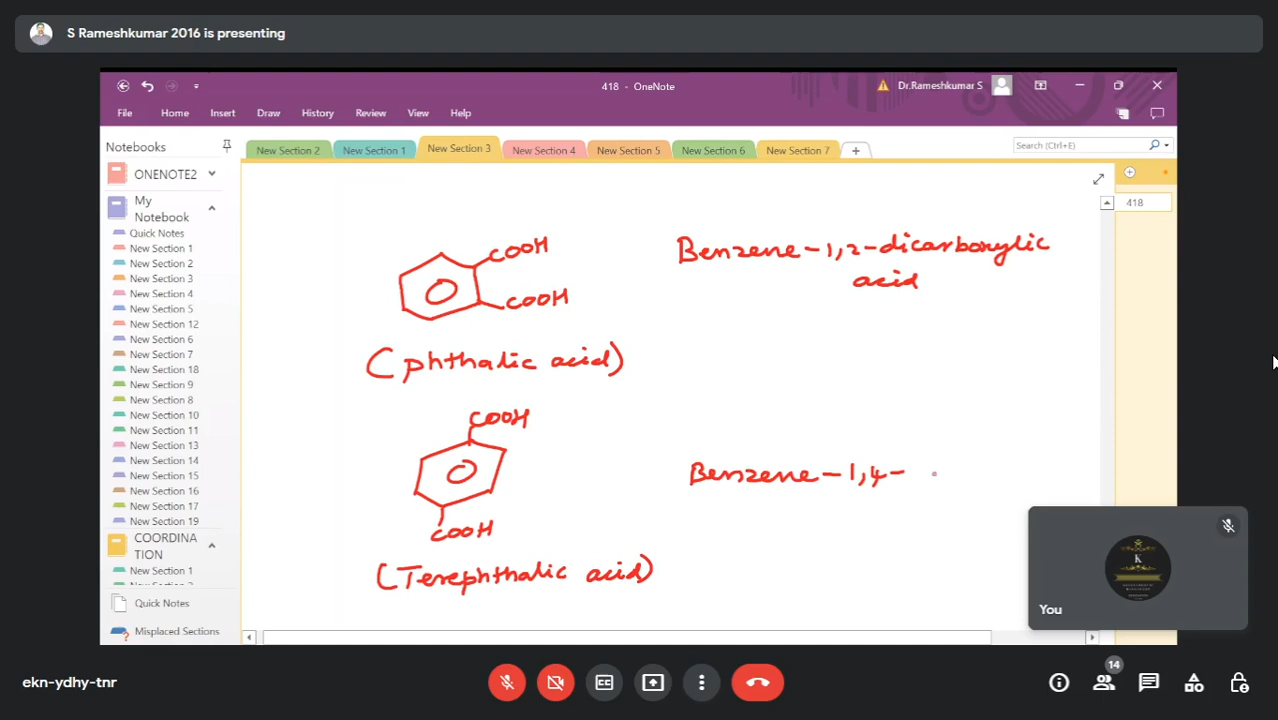 S Rameshkumar 2016 is presenting
418 - OneNote
Dr.Rameshkumar S
File Home Insert Draw History Review View Help
Notebooks
New Section 2 New Section 1 New Section 3 New Section 4 New Section 5 New Section 6 New Section 7 +
Search (Ctrl+E)
ONENOTE2
My Notebook
Quick Notes
New Section 1
New Section 2
New Section 3
New Section 4
New Section 5
New Section 12
New Section 6
New Section 7
New Section 18
New Section 9
New Section 8
New Section 10
New Section 11
New Section 13
New Section 14
New Section 15
New Section 16
New Section 17
New Section 19
COORDINA
TION
New Section 1
Quick Notes
Misplaced Sections
418
COOH
COOH
Benzene-1,2-dicarboxylic
acid
(phthalic acid)
COOH
COOH
Benzene-1,4-
(Terephthalic acid)
K
You
ekn-ydhy-tnr
CC
14